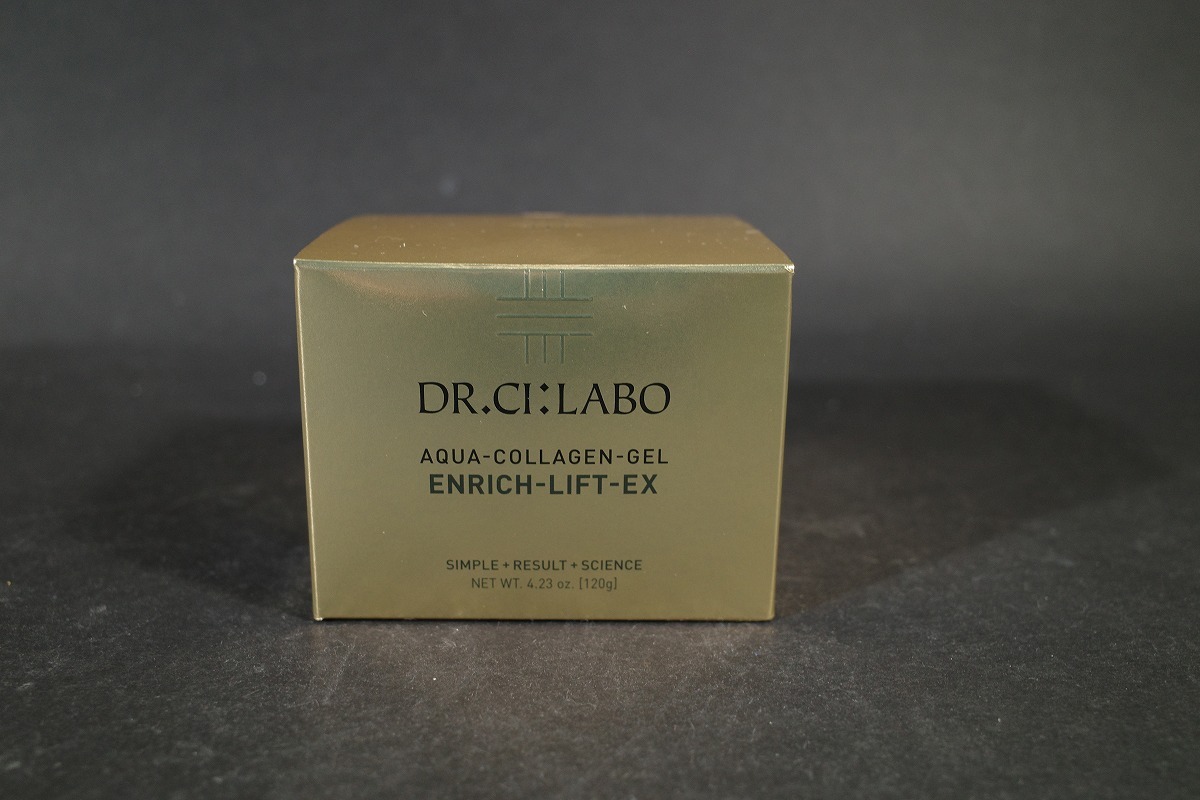 DR.CI:LABO
AQUA-COLLAGEN-GEL
ENRICH-LIFT-EX
SIMPLE + RESULT + SCIENCE
NET WT. 4.23 oz. [120g]